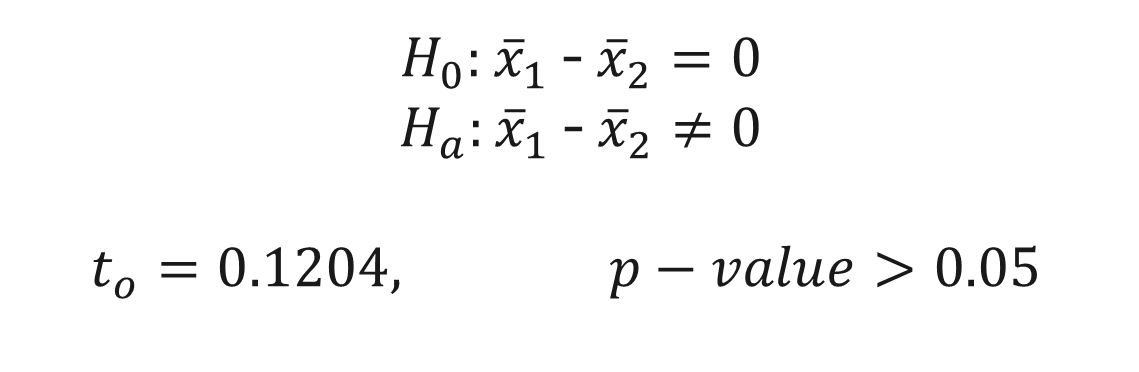 H₀: x̄₁ - x̄₂ = 0
Hₐ: x̄₁ - x̄₂ ≠ 0
tₒ = 0.1204, p − value > 0.05